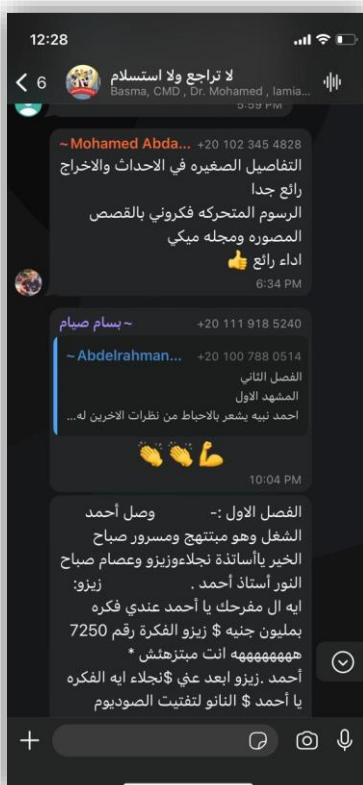 12:28
6
لا تراجع ولا استسلام
Basma, CMD , Dr. Mohamed , lamia...
5:59 PM
~Mohamed Abda... +20 102 345 4828
التفاصيل الصغيره في الاحداث والاخراج
رائع جدا
الرسوم المتحركه فكروني بالقصص
المصوره ومجله ميكي
اداء رائع 👍
6:34 PM
~بسام صيام +20 111 918 5240
~Abdelrahman... +20 100 788 0514
الفصل الثاني
المشهد الاول
احمد نبيه يشعر بالاحباط من نظرات الاخرين له...
👏👏💪
10:04 PM
الفصل الاول :- وصل أحمد
الشغل وهو مبتتهج ومسرور صباح
الخير ياأساتذة نجلاءوزيزو وعصام صباح
النور أستاذ أحمد . زيزو:
ايه ال مفرحك يا أحمد عندي فكره
بمليون جنيه $ زيزو الفكرة رقم 7250
ههههههههه انت مبتزهئش *
أحمد .زيزو ابعد عني $نجلاء ايه الفكره
يا أحمد $ النانو لتفتيت الصوديوم